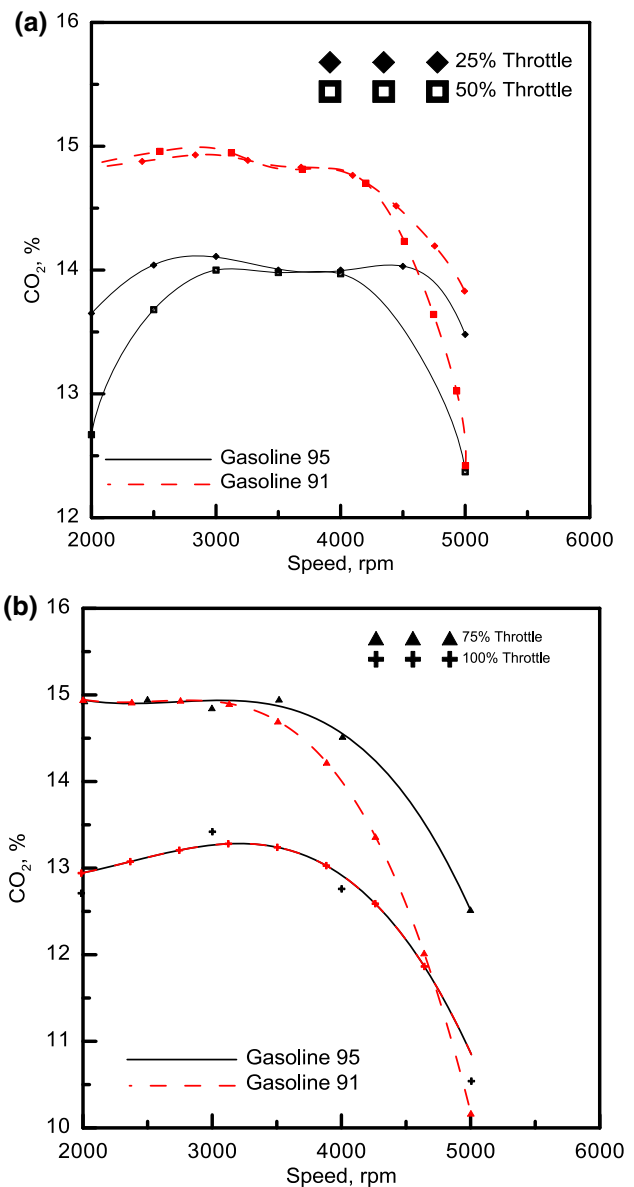 (a)
16
25% Throttle
50% Throttle
15
CO2, %
14
13
Gasoline 95
Gasoline 91
12
2000 3000 4000 5000 6000
Speed, rpm
(b)
16
75% Throttle
100% Throttle
15
14
CO2, %
13
12
11
Gasoline 95
Gasoline 91
10
2000 3000 4000 5000 6000
Speed, rpm